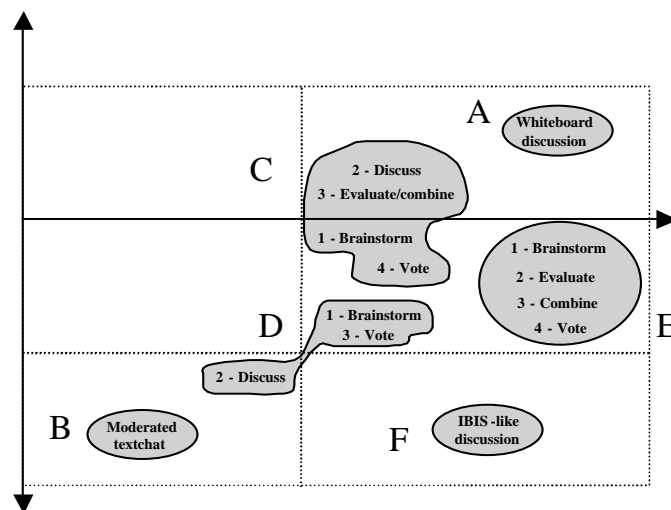 A
Whiteboard
discussion
C
2 - Discuss
3 - Evaluate/combine
1 - Brainstorm
4 - Vote
1 - Brainstorm
2 - Evaluate
3 - Combine
4 - Vote
E
D
1 - Brainstorm
3 - Vote
2 - Discuss
B
Moderated
textchat
F
IBIS -like
discussion